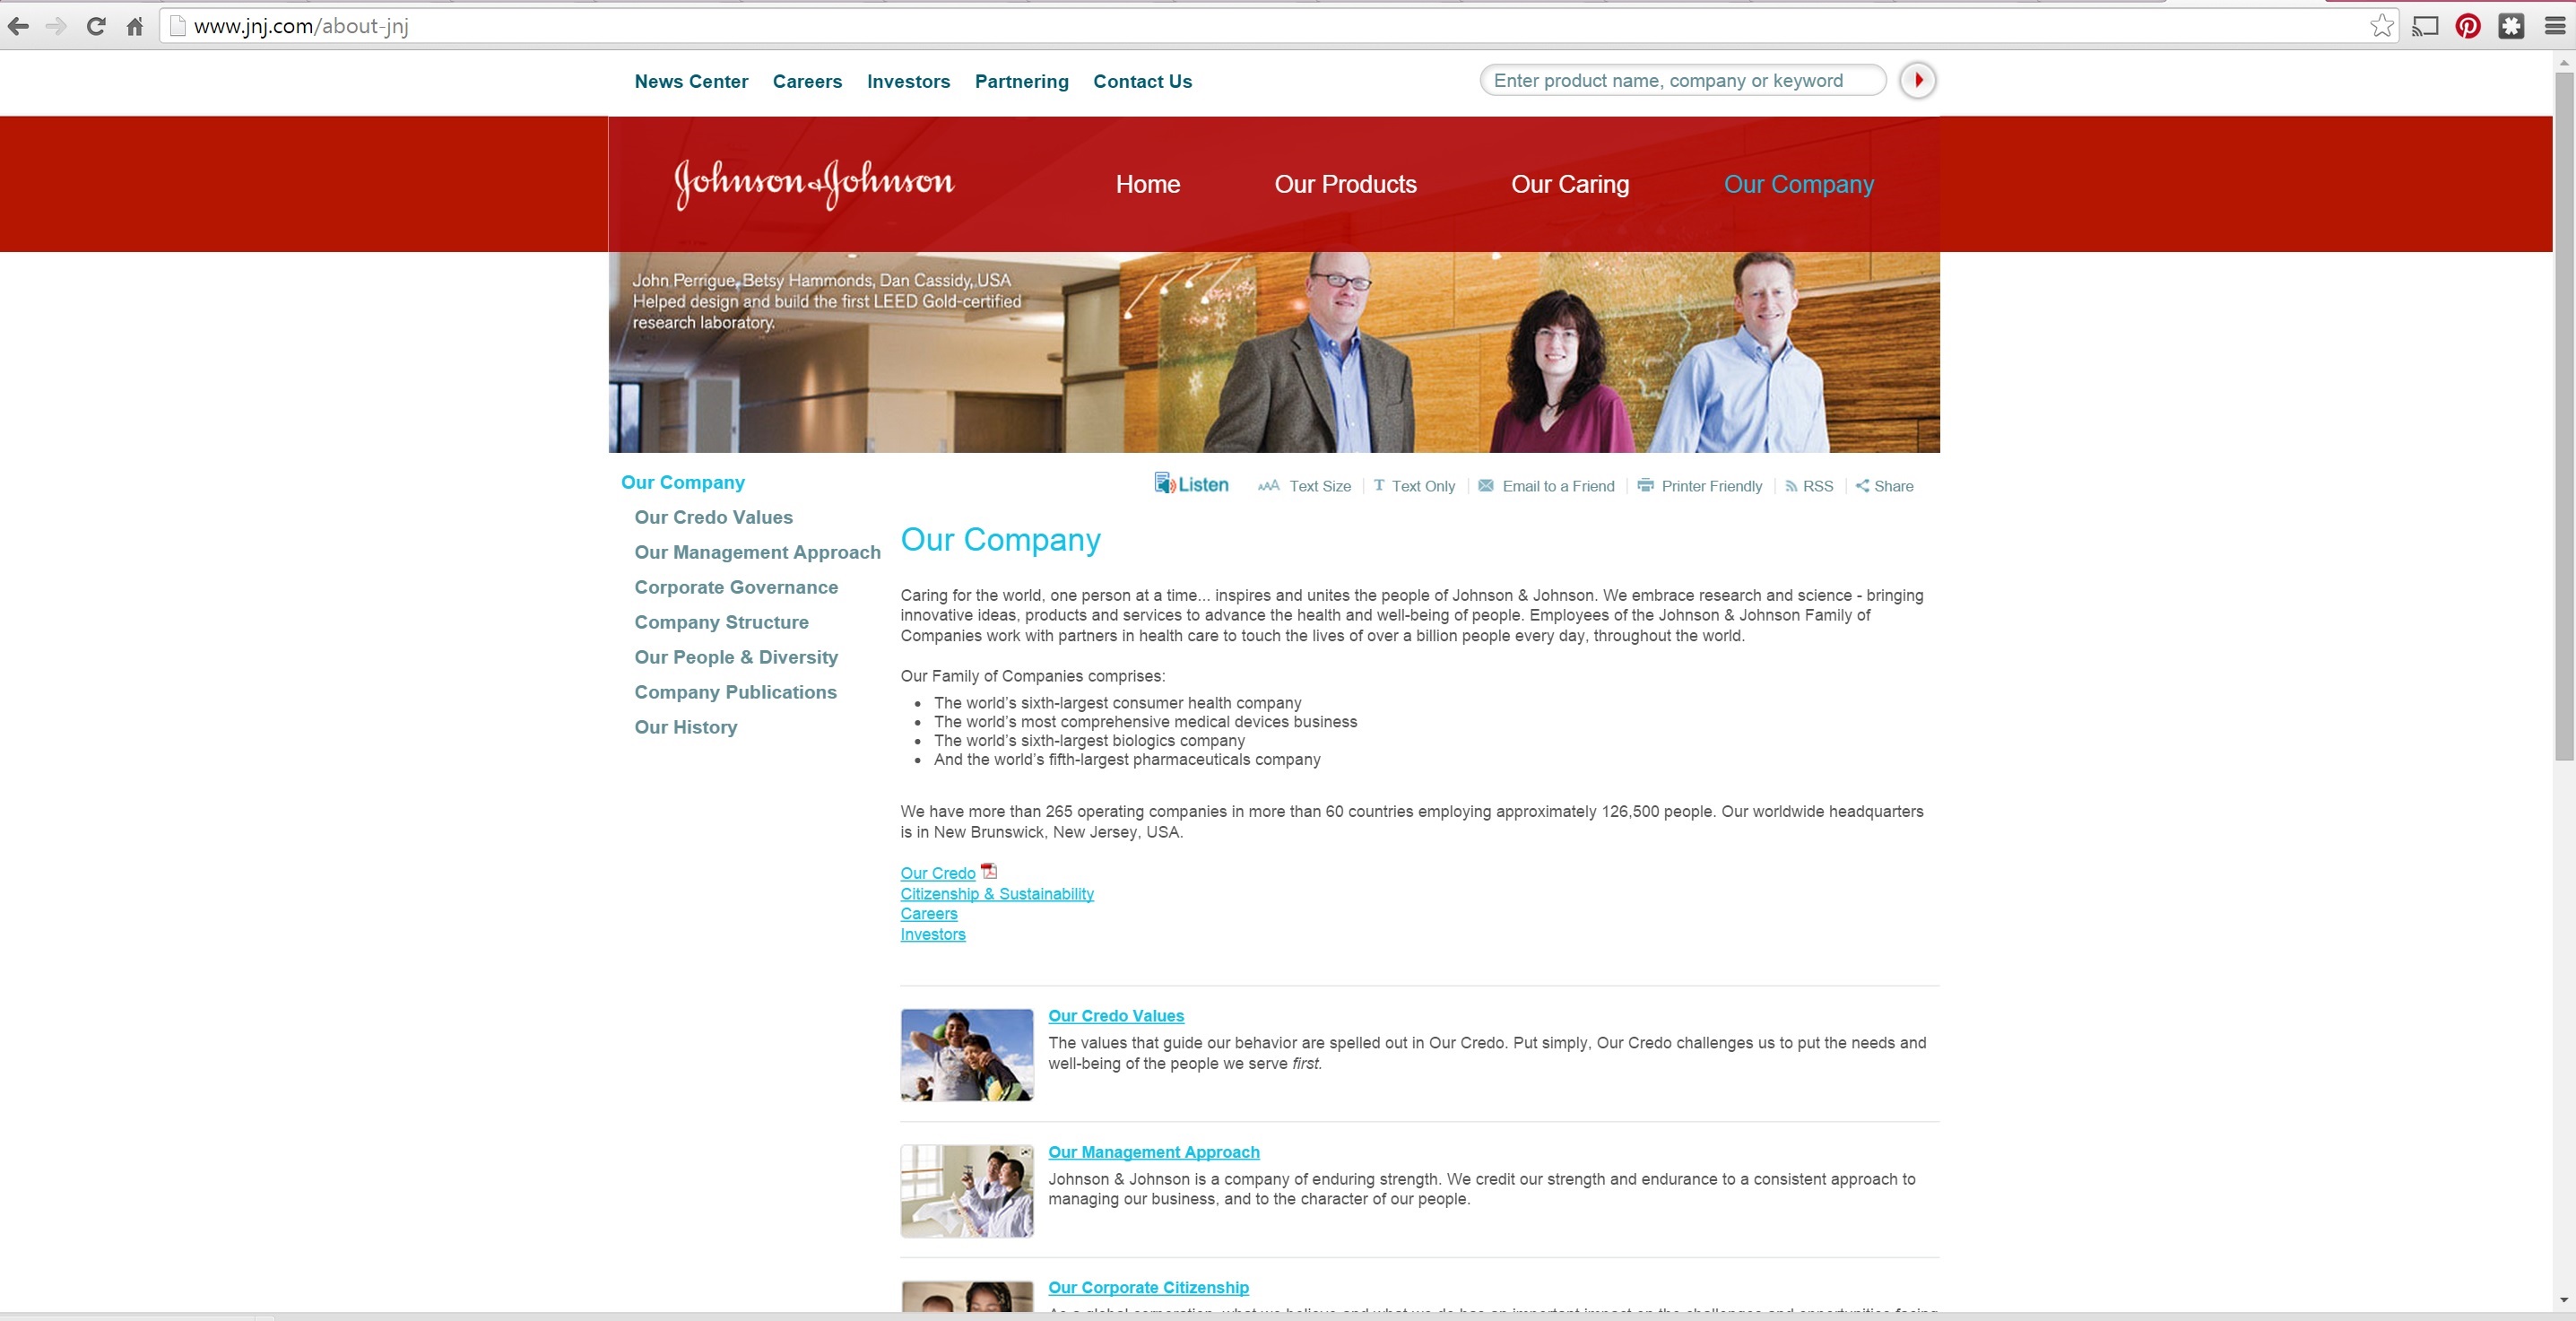 www.jnj.com/about-jnj
News Center Careers Investors Partnering Contact Us
Enter product name, company or keyword
Johnson & Johnson
Home Our Products Our Caring Our Company
John Perrigue, Betsy Hammonds, Dan Cassidy, USA
Helped design and build the first LEED Gold-certified
research laboratory.
Our Company
Our Credo Values
Our Management Approach
Corporate Governance
Company Structure
Our People & Diversity
Company Publications
Our History
Listen AAA Text Size T Text Only Email to a Friend Printer Friendly RSS Share
Our Company
Caring for the world, one person at a time... inspires and unites the people of Johnson & Johnson. We embrace research and science - bringing
innovative ideas, products and services to advance the health and well-being of people. Employees of the Johnson & Johnson Family of
Companies work with partners in health care to touch the lives of over a billion people every day, throughout the world.
Our Family of Companies comprises:
• The world’s sixth-largest consumer health company
• The world’s most comprehensive medical devices business
• The world’s sixth-largest biologics company
• And the world’s fifth-largest pharmaceuticals company
We have more than 265 operating companies in more than 60 countries employing approximately 126,500 people. Our worldwide headquarters
is in New Brunswick, New Jersey, USA.
Our Credo
Citizenship & Sustainability
Careers
Investors
Our Credo Values
The values that guide our behavior are spelled out in Our Credo. Put simply, Our Credo challenges us to put the needs and
well-being of the people we serve first.
Our Management Approach
Johnson & Johnson is a company of enduring strength. We credit our strength and endurance to a consistent approach to
managing our business, and to the character of our people.
Our Corporate Citizenship